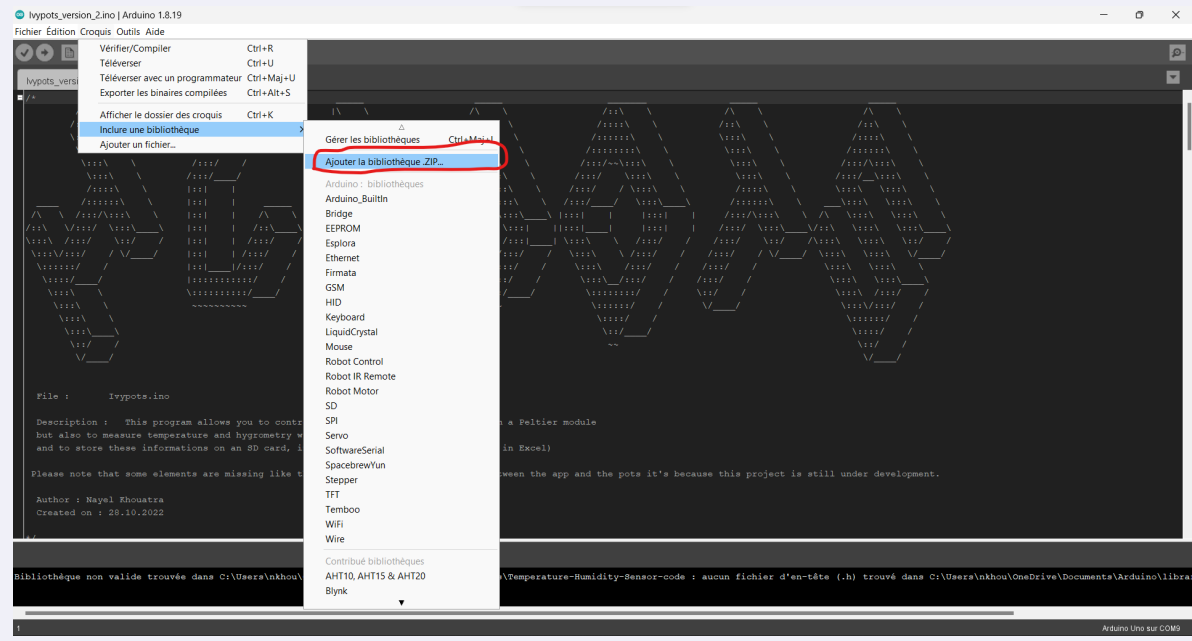 Ivypots_version_2.ino | Arduino 1.8.19
Fichier Édition Croquis Outils Aide
Vérifier/Compiler Ctrl+R
Téléverser Ctrl+U
Téléverser avec un programmateur Ctrl+Maj+U
Exporter les binaires compilées Ctrl+Alt+S
Afficher le dossier des croquis Ctrl+K
Inclure une bibliothèque
Ajouter un fichier...
Ivypots_versi
Gérer les bibliothèques Ctrl+Maj+I
Ajouter la bibliothèque .ZIP...
Arduino : bibliothèques
Arduino_BuiltIn
Bridge
EEPROM
Esplora
Ethernet
Firmata
GSM
HID
Keyboard
LiquidCrystal
Mouse
Robot Control
Robot IR Remote
Robot Motor
SD
SPI
Servo
SoftwareSerial
SpacebrewYun
Stepper
TFT
Temboo
WiFi
Wire
Contribué bibliothèques
AHT10, AHT15 & AHT20
Blynk
File : Ivypots.ino
Description : This program allows you to contr a Peltier module
but also to measure temperature and hygrometry w
and to store these informations on an SD card, i in Excel)
Please note that some elements are missing like t ween the app and the pots it's because this project is still under development.
Author : Nayel Khouatra
Created on : 28.10.2022
*/
Bibliothèque non valide trouvée dans C:\Users\nkhou\ s\Temperature-Humidity-Sensor-code : aucun fichier d'en-tête (.h) trouvé dans C:\Users\nkhou\OneDrive\Documents\Arduino\libra
1 Arduino Uno sur COM9